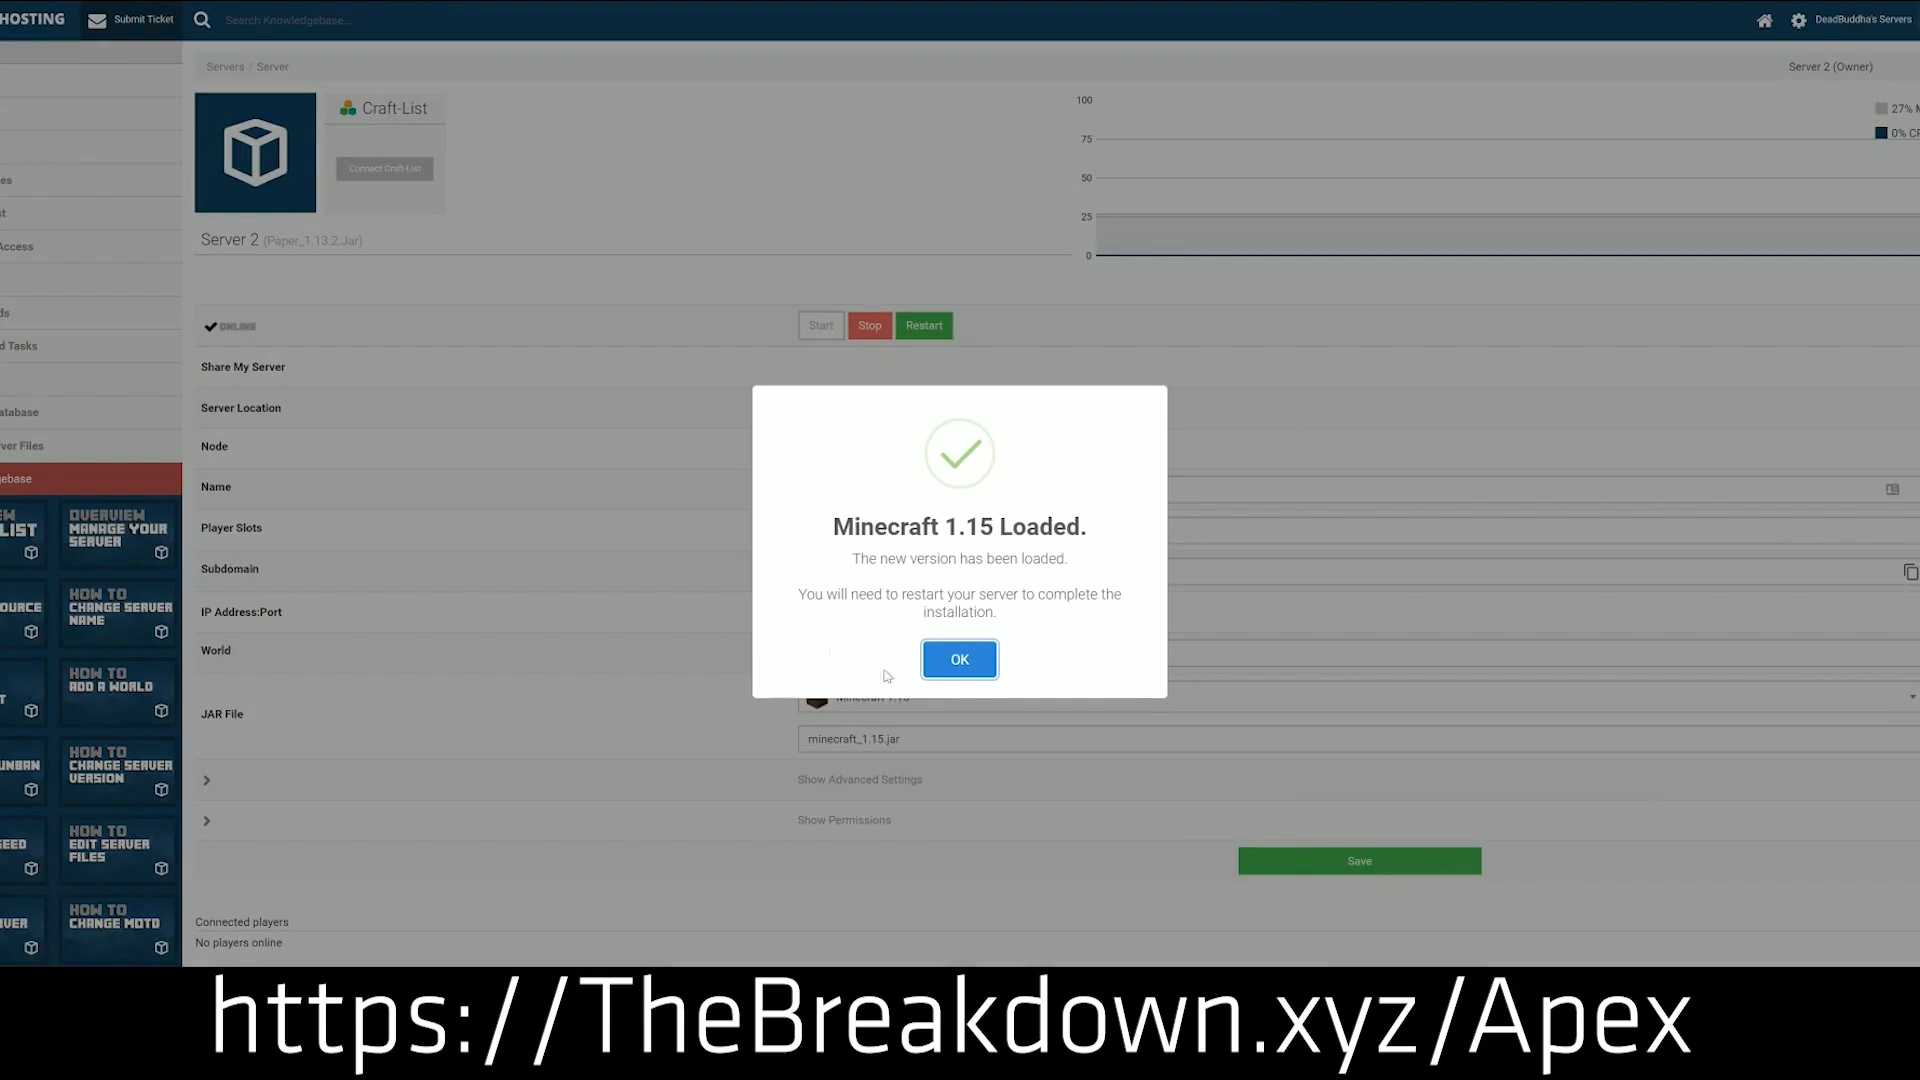 HOSTING
Submit Ticket
Search Knowledgebase...
DeadBuddha's Servers
Servers / Server
Server 2 (Owner)
Craft-List
Connect Craft-List
Server 2 (Paper_1.13.2.Jar)
100
75
50
25
0
27%
0%
es
st
Access
ds
d Tasks
atabase
ver Files
gebase
ONLINE
Start
Stop
Restart
Share My Server
Server Location
Node
Name
Player Slots
Subdomain
IP Address:Port
World
JAR File
minecraft_1.15.jar
Show Advanced Settings
Show Permissions
Save
Connected players
No players online
Minecraft 1.15 Loaded.
The new version has been loaded.
You will need to restart your server to complete the
installation.
OK
LIST
OVERVIEW
MANAGE YOUR
SERVER
OURCE
HOW TO
CHANGE SERVER
NAME
HOW TO
ADD A WORLD
UNBAN
HOW TO
CHANGE SERVER
VERSION
EED
HOW TO
EDIT SERVER
FILES
VER
HOW TO
CHANGE MOTD
https://TheBreakdown.xyz/Apex